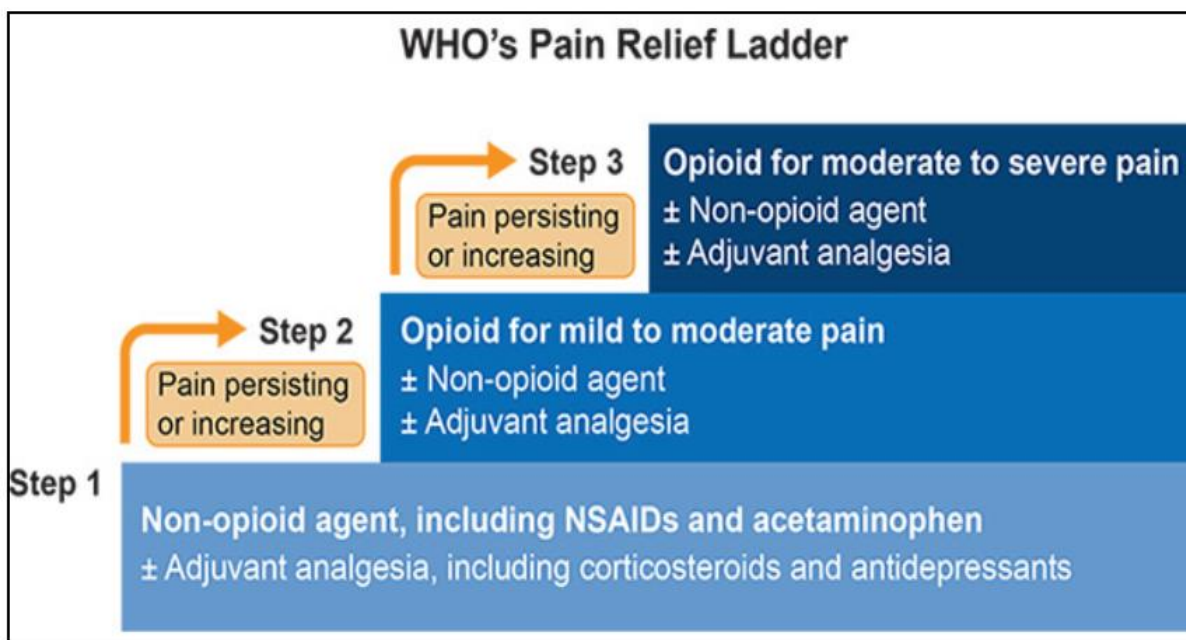 WHO's Pain Relief Ladder
Step 3
Pain persisting
or increasing
Opioid for moderate to severe pain
± Non-opioid agent
± Adjuvant analgesia
Step 2
Pain persisting
or increasing
Opioid for mild to moderate pain
± Non-opioid agent
± Adjuvant analgesia
Step 1
Non-opioid agent, including NSAIDs and acetaminophen
± Adjuvant analgesia, including corticosteroids and antidepressants